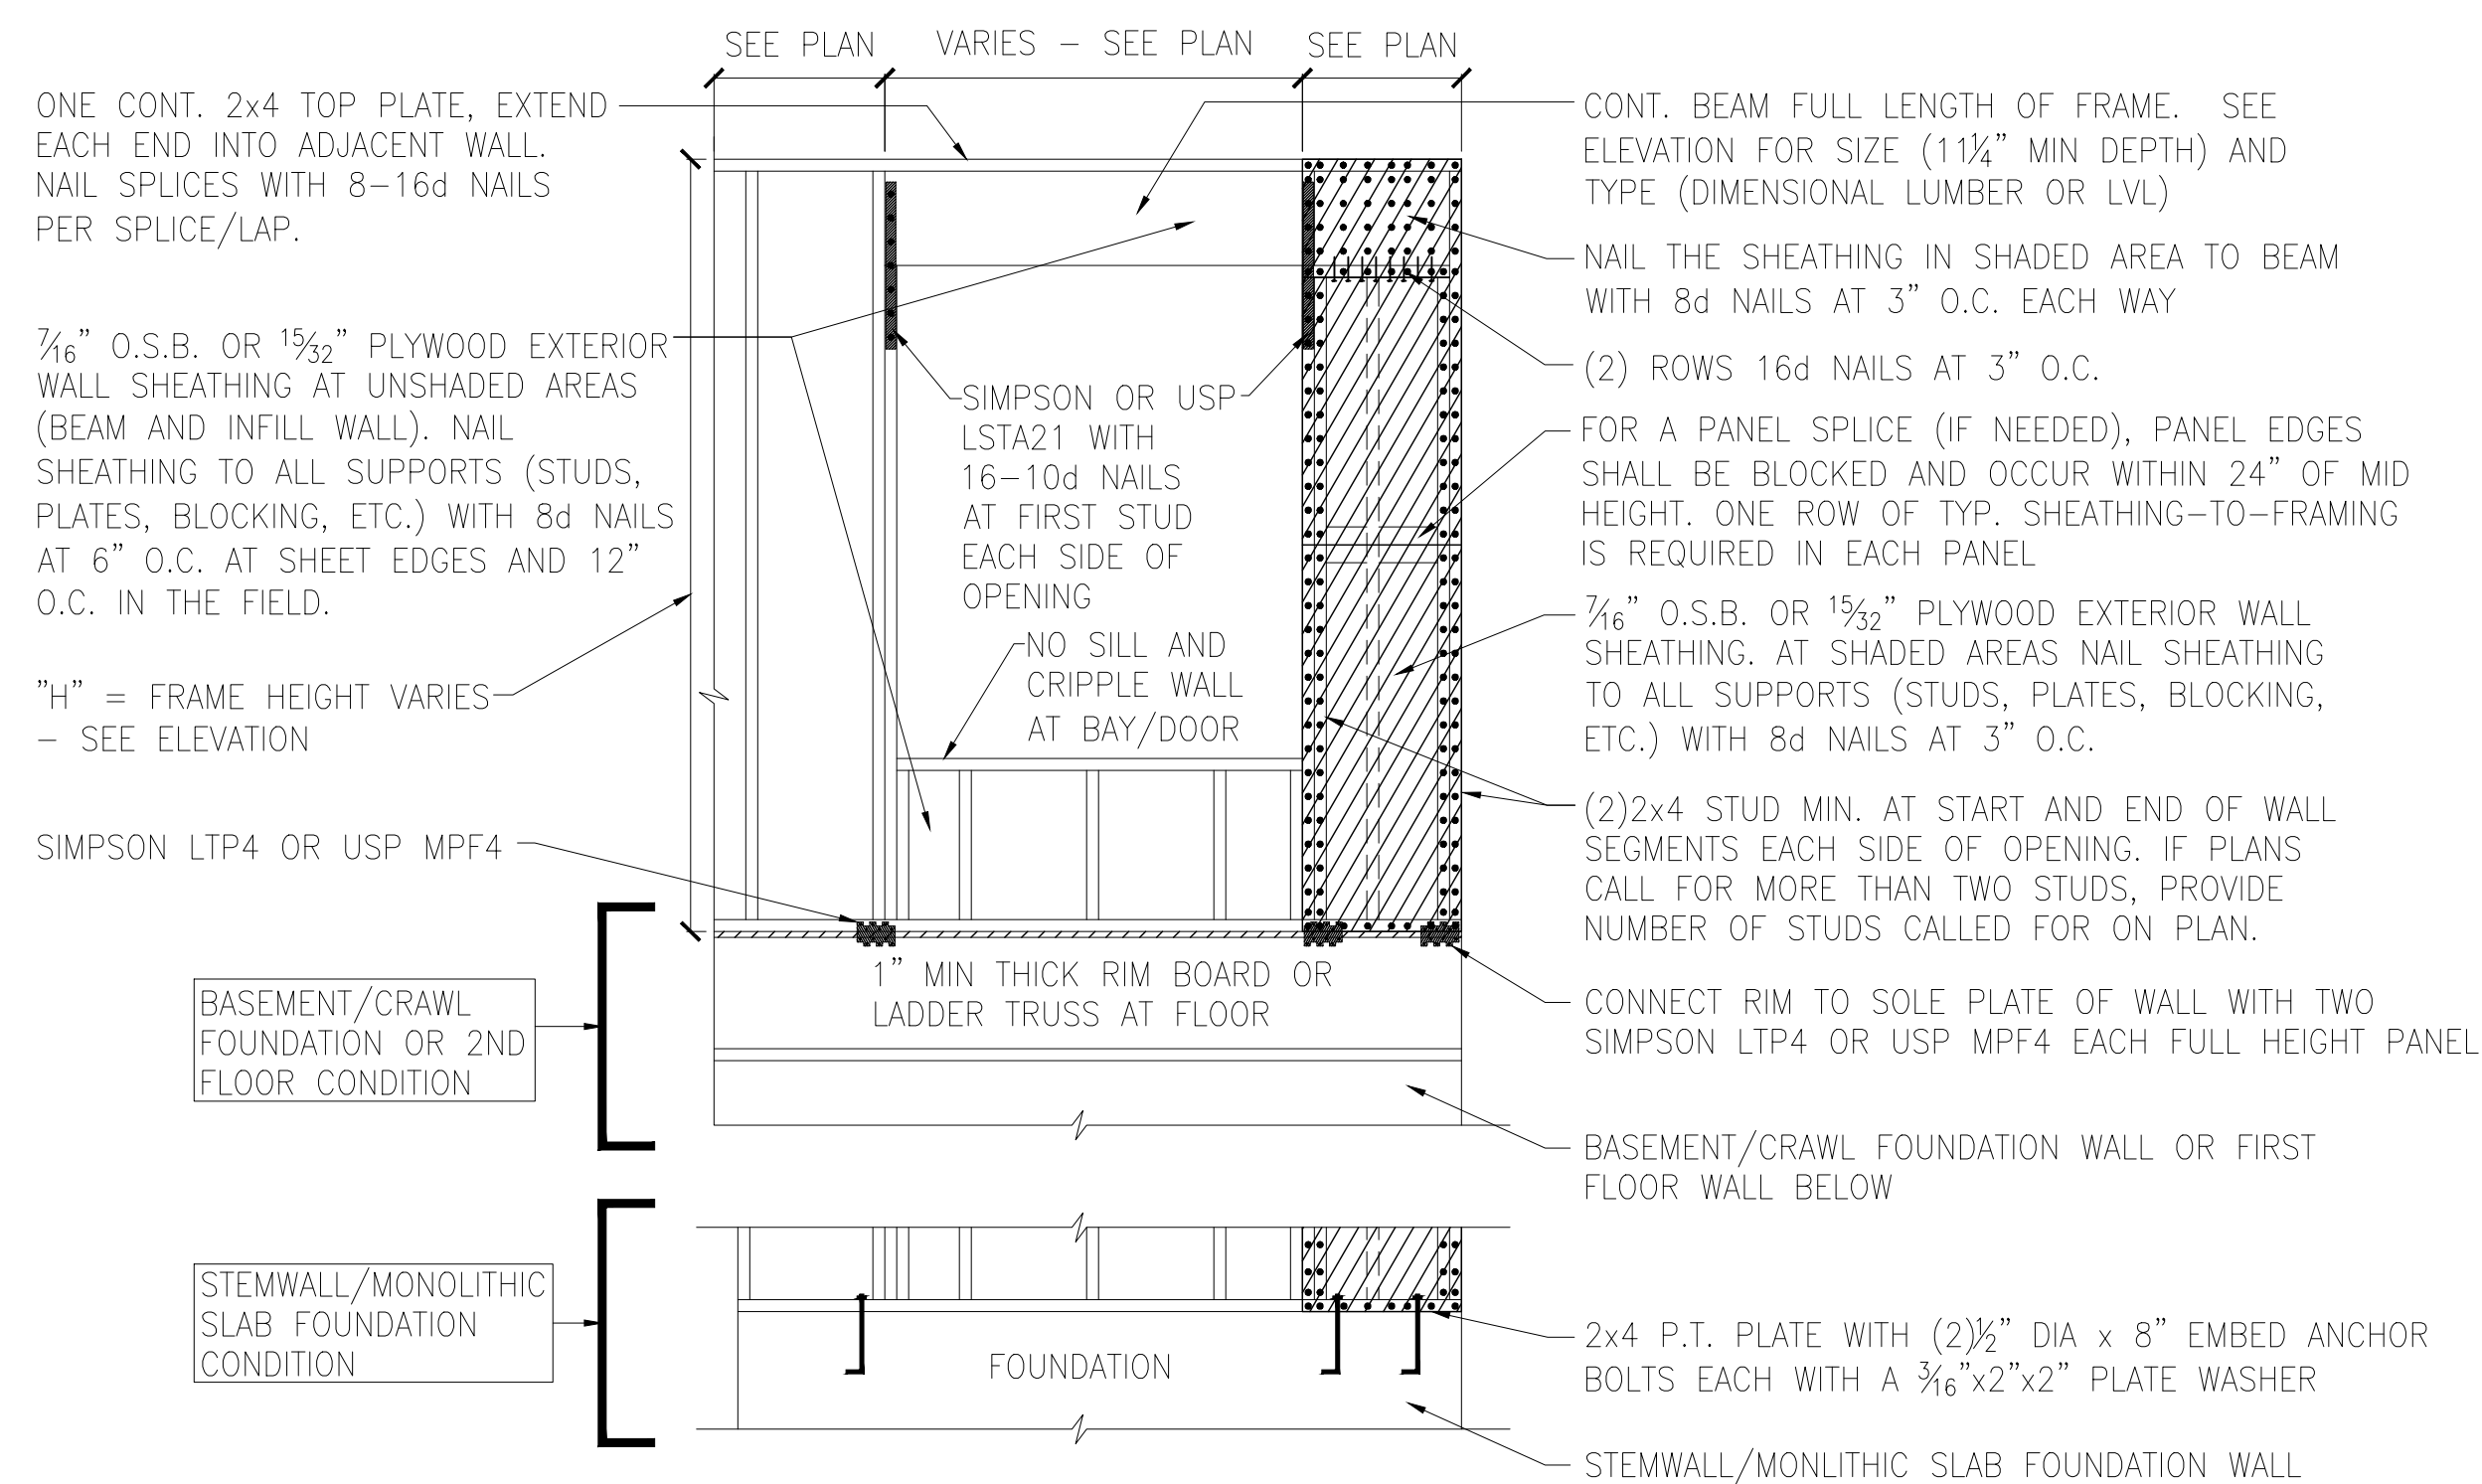 SEE PLAN
VARIES – SEE PLAN
SEE PLAN
ONE CONT. 2x4 TOP PLATE, EXTEND
EACH END INTO ADJACENT WALL.
NAIL SPLICES WITH 8–16d NAILS
PER SPLICE/LAP.
7/16" O.S.B. OR 15/32" PLYWOOD EXTERIOR
WALL SHEATHING AT UNSHADED AREAS
(BEAM AND INFILL WALL). NAIL
SHEATHING TO ALL SUPPORTS (STUDS,
PLATES, BLOCKING, ETC.) WITH 8d NAILS
AT 6" O.C. AT SHEET EDGES AND 12"
O.C. IN THE FIELD.
"H" = FRAME HEIGHT VARIES
– SEE ELEVATION
SIMPSON LTP4 OR USP MPF4
BASEMENT/CRAWL
FOUNDATION OR 2ND
FLOOR CONDITION
STEMWALL/MONOLITHIC
SLAB FOUNDATION
CONDITION
SIMPSON OR USP
LSTA21 WITH
16–10d NAILS
AT FIRST STUD
EACH SIDE OF
OPENING
NO SILL AND
CRIPPLE WALL
AT BAY/DOOR
1" MIN THICK RIM BOARD OR
LADDER TRUSS AT FLOOR
FOUNDATION
CONT. BEAM FULL LENGTH OF FRAME. SEE
ELEVATION FOR SIZE (11 1/4" MIN DEPTH) AND
TYPE (DIMENSIONAL LUMBER OR LVL)
NAIL THE SHEATHING IN SHADED AREA TO BEAM
WITH 8d NAILS AT 3" O.C. EACH WAY
(2) ROWS 16d NAILS AT 3" O.C.
FOR A PANEL SPLICE (IF NEEDED), PANEL EDGES
SHALL BE BLOCKED AND OCCUR WITHIN 24" OF MID
HEIGHT. ONE ROW OF TYP. SHEATHING–TO–FRAMING
IS REQUIRED IN EACH PANEL
7/16" O.S.B. OR 15/32" PLYWOOD EXTERIOR WALL
SHEATHING. AT SHADED AREAS NAIL SHEATHING
TO ALL SUPPORTS (STUDS, PLATES, BLOCKING,
ETC.) WITH 8d NAILS AT 3" O.C.
(2)2x4 STUD MIN. AT START AND END OF WALL
SEGMENTS EACH SIDE OF OPENING. IF PLANS
CALL FOR MORE THAN TWO STUDS, PROVIDE
NUMBER OF STUDS CALLED FOR ON PLAN.
CONNECT RIM TO SOLE PLATE OF WALL WITH TWO
SIMPSON LTP4 OR USP MPF4 EACH FULL HEIGHT PANEL
BASEMENT/CRAWL FOUNDATION WALL OR FIRST
FLOOR WALL BELOW
2x4 P.T. PLATE WITH (2)1/2" DIA x 8" EMBED ANCHOR
BOLTS EACH WITH A 3/16"x2"x2" PLATE WASHER
STEMWALL/MONLITHIC SLAB FOUNDATION WALL